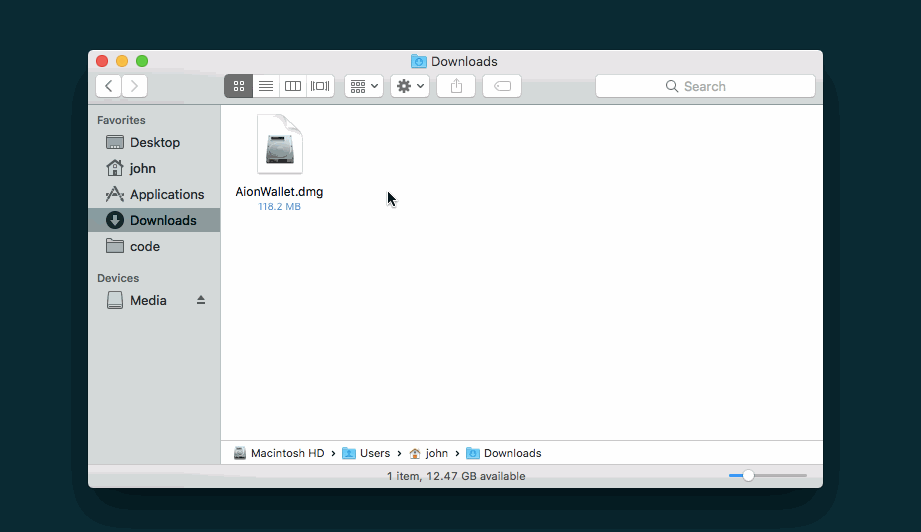 Downloads
Search
Favorites
Desktop
john
Applications
Downloads
code
Devices
Media
AionWallet.dmg
118.2 MB
Macintosh HD › Users › john › Downloads
1 item, 12.47 GB available